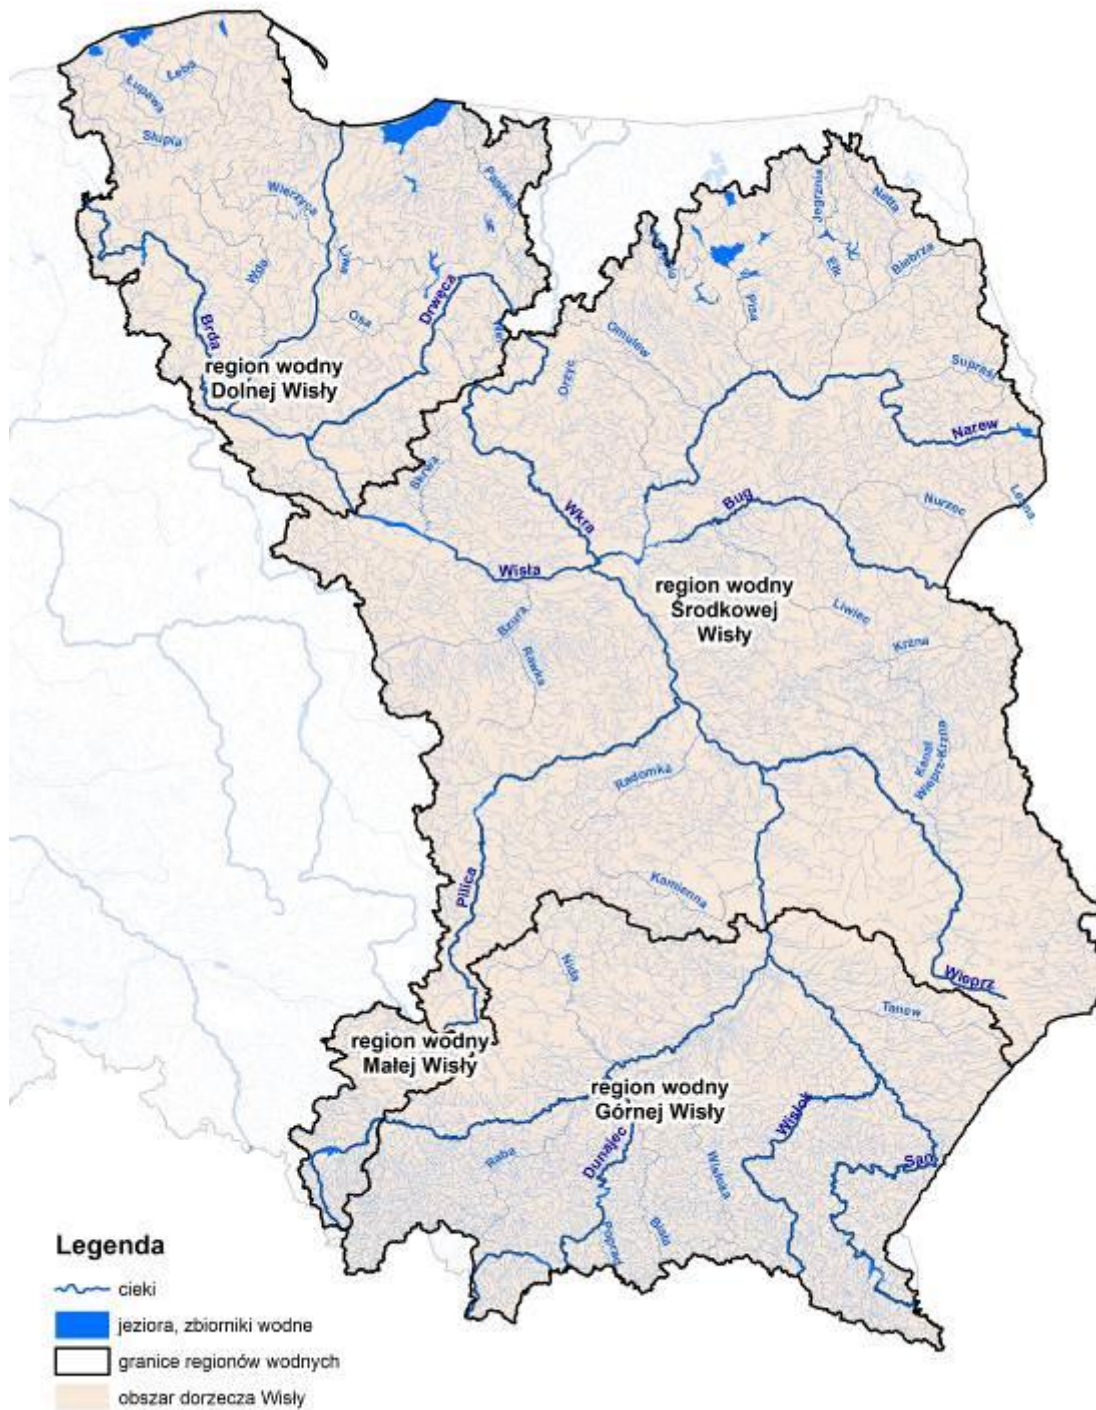 Łeba
Łupawa
Słupia
Wierzyca
Pasłęka
Liwa
Wda
Osa
Brda
Drwęca
Wel
region wodny
Dolnej Wisły
Jegrznia
Netta
Ełk
Biebrza
Pisa
Omulew
Orzyc
Supraśl
Narew
Skrwa
Wkra
Bug
Nurzec
Leśna
Wisła
region wodny
Środkowej
Wisły
Bzura
Rawka
Liwiec
Krzna
Kanał
Wieprz-Krzna
Radomka
Pilica
Kamienna
Wieprz
Nida
Tanew
region wodny
Małej Wisły
region wodny
Górnej Wisły
Raba
Dunajec
Wisłok
Wisłoka
San
Poprad
Biała
Legenda
cieki
jeziora, zbiorniki wodne
granice regionów wodnych
obszar dorzecza Wisły